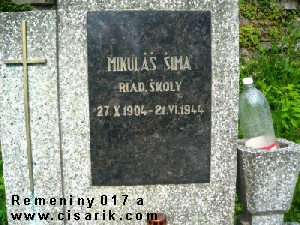 MIKULÁŠ ŠIMA
RIAD. ŠKOLY
27. X. 1904 - 21. VI. 1944
Remeniny 017 a
www.cisarik.com